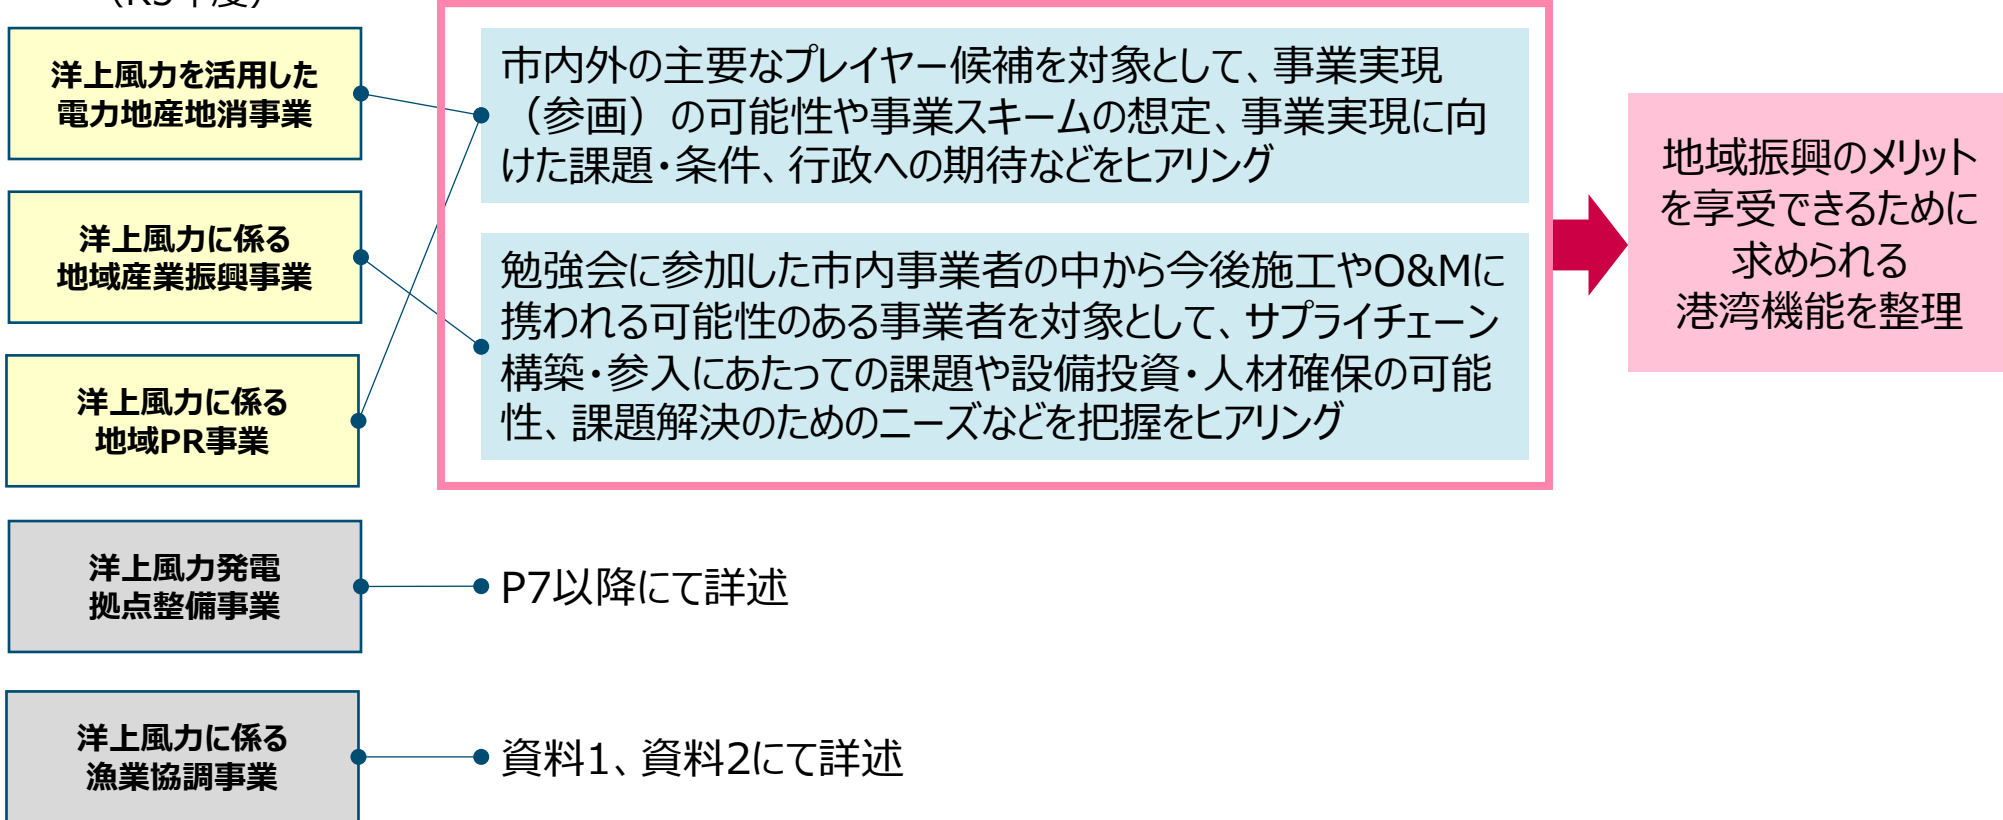 洋上風力を活用した
電力地産地消事業
洋上風力に係る
地域産業振興事業
洋上風力に係る
地域PR事業
洋上風力発電
拠点整備事業
洋上風力に係る
漁業協調事業
市内外の主要なプレイヤー候補を対象として、事業実現
（参画）の可能性や事業スキームの想定、事業実現に向
けた課題・条件、行政への期待などをヒアリング
勉強会に参加した市内事業者の中から今後施工やO&Mに
携われる可能性のある事業者を対象として、サプライチェーン
構築・参入にあたっての課題や設備投資・人材確保の可能
性、課題解決のためのニーズなどを把握をヒアリング
P7以降にて詳述
資料1、資料2にて詳述
地域振興のメリット
を享受できるために
求められる
港湾機能を整理